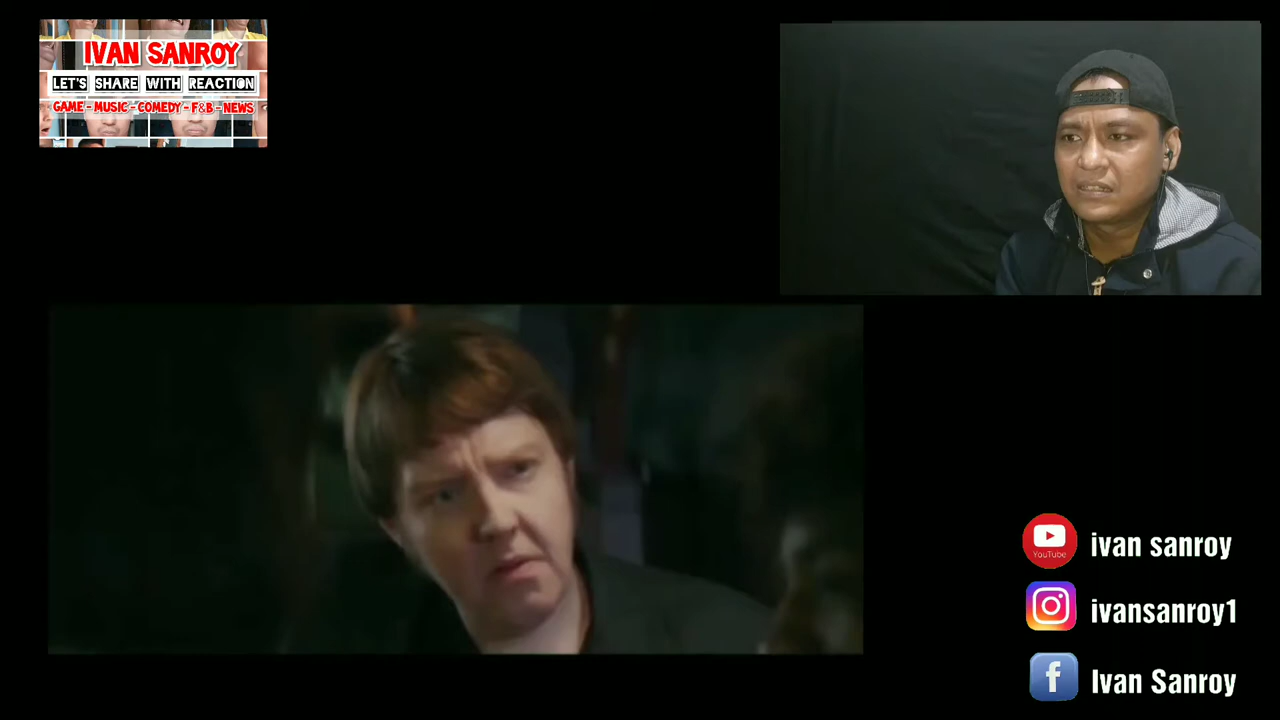 IVAN SANROY
LET'S SHARE WITH REACTION
GAME - MUSIC - COMEDY - F&B - NEWS
YouTube
ivan sanroy
ivansanroy1
Ivan Sanroy